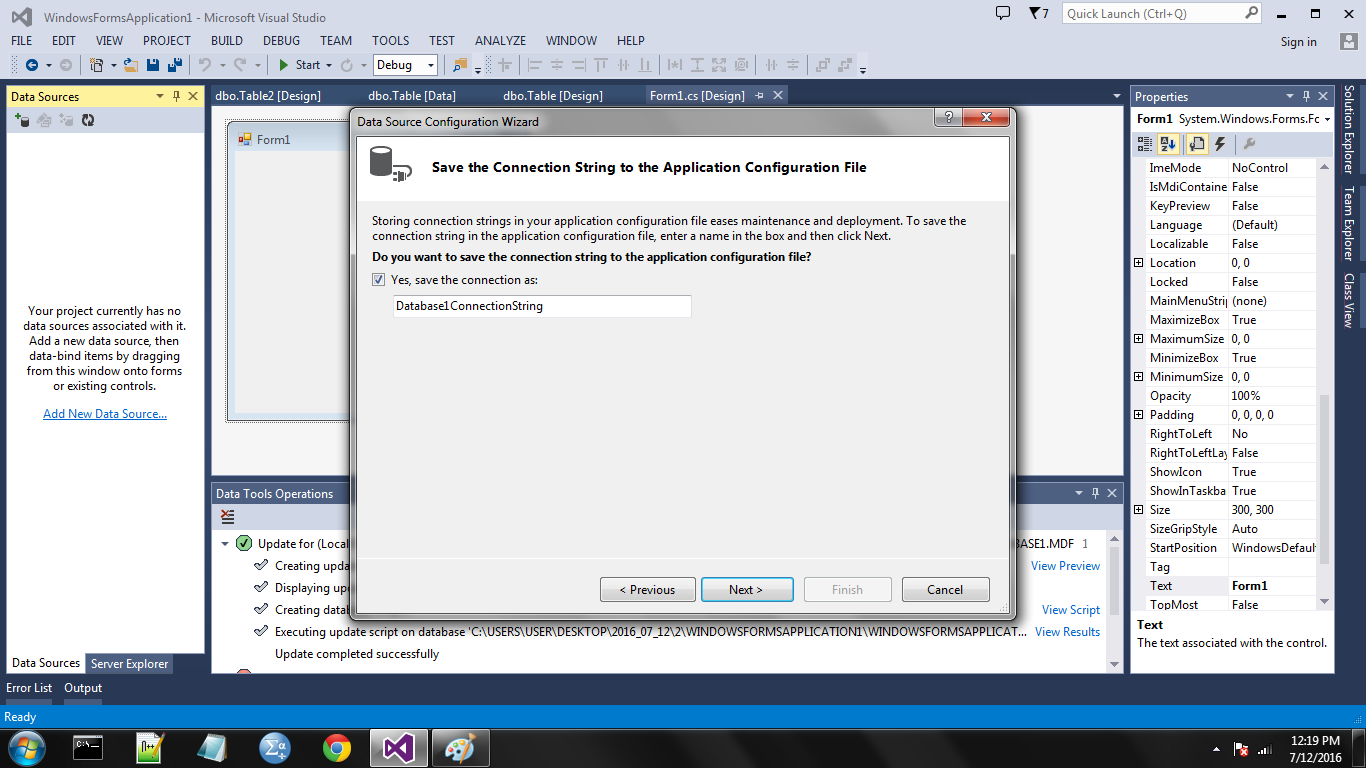 WindowsFormsApplication1 - Microsoft Visual Studio
7
Quick Launch (Ctrl+Q)
FILE EDIT VIEW PROJECT BUILD DEBUG TEAM TOOLS TEST ANALYZE WINDOW HELP
Sign in
Start
Debug
Data Sources
dbo.Table2 [Design] dbo.Table [Data] dbo.Table [Design] Form1.cs [Design]
Form1
Your project currently has no
data sources associated with it.
Add a new data source, then
data-bind items by dragging
from this window onto forms
or existing controls.
Add New Data Source...
Data Sources Server Explorer
Data Source Configuration Wizard
?
Save the Connection String to the Application Configuration File
Storing connection strings in your application configuration file eases maintenance and deployment. To save the
connection string in the application configuration file, enter a name in the box and then click Next.
Do you want to save the connection string to the application configuration file?
Yes, save the connection as:
Database1ConnectionString
< Previous Next > Finish Cancel
Data Tools Operations
Update for (Local BASE1.MDF 1
Creating upda View Preview
Displaying up
Creating datab View Script
Executing update script on database 'C:\USERS\USER\DESKTOP\2016_07_12\2\WINDOWSFORMSAPPLICATION1\WINDOWSFORMSAPPLICAT... View Results
Update completed successfully
Properties
Form1 System.Windows.Forms.Fc
ImeMode NoControl
IsMdiContaine False
KeyPreview False
Language (Default)
Localizable False
Location 0, 0
Locked False
MainMenuStrip (none)
MaximizeBox True
MaximumSize 0, 0
MinimizeBox True
MinimumSize 0, 0
Opacity 100%
Padding 0, 0, 0, 0
RightToLeft No
RightToLeftLay False
ShowIcon True
ShowInTaskba True
Size 300, 300
SizeGripStyle Auto
StartPosition WindowsDefaul
Tag
Text Form1
TopMost False
Text
The text associated with the control.
Solution Explorer
Team Explorer
Class View
Error List Output
Ready
12:19 PM
7/12/2016